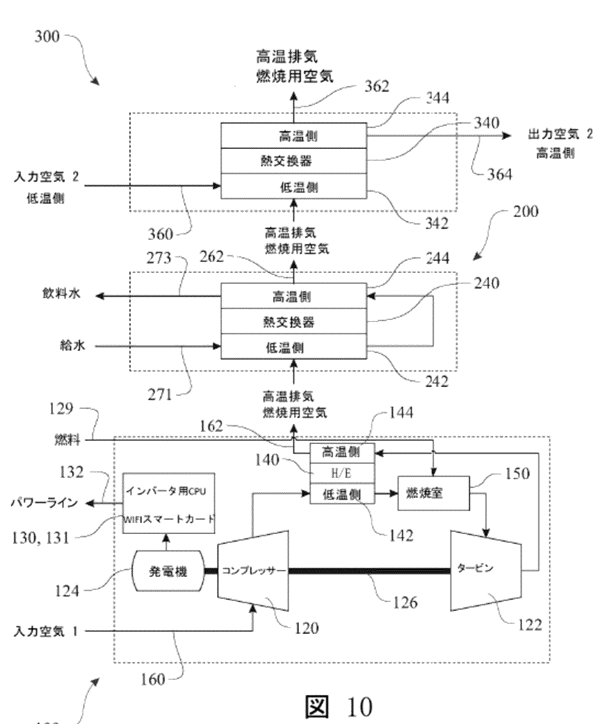 300
高温排気
燃焼用空気
362
344
高温側
340
出力空気 2
高温側
熱交換器
364
入力空気 2
低温側
低温側
342
360
高温排気
燃焼用空気
200
273
262
244
飲料水
高温側
240
熱交換器
給水
低温側
242
271
高温排気
燃焼用空気
129
162
144
燃料
高温側
132
140
H/E
150
インバータ用CPU
燃焼室
パワーライン
低温側
WIFIスマートカード
142
130, 131
発電機
コンプレッサー
タービン
124
126
120
122
入力空気 1
160
図 10